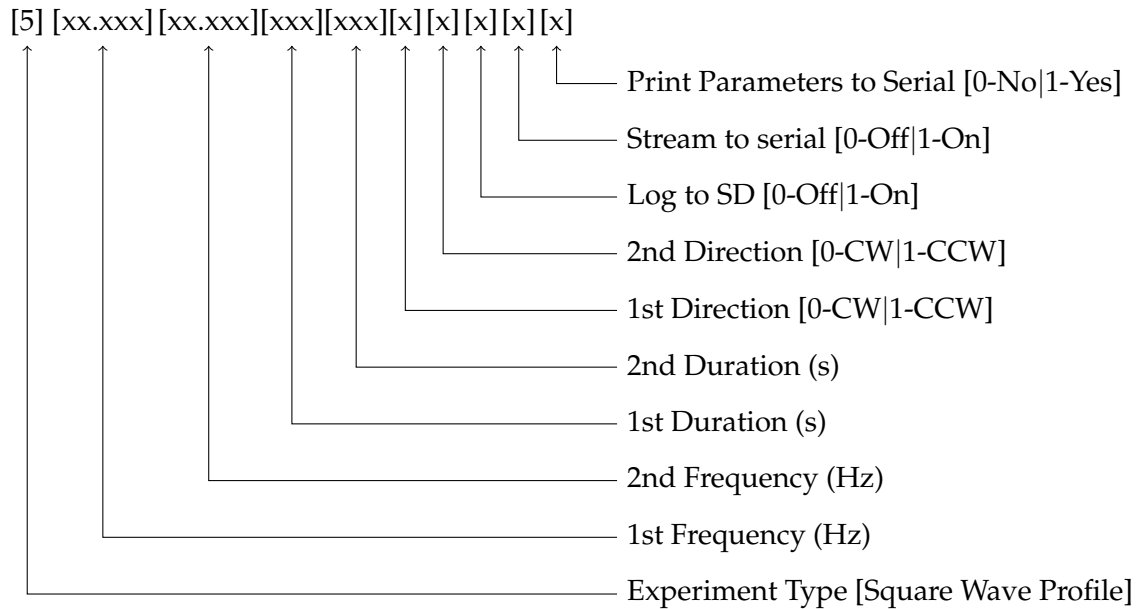 [5] [xx.xxx] [xx.xxx][xxx][xxx][x] [x] [x] [x] [x]
Print Parameters to Serial [0-No|1-Yes]
Stream to serial [0-Off|1-On]
Log to SD [0-Off|1-On]
2nd Direction [0-CW|1-CCW]
1st Direction [0-CW|1-CCW]
2nd Duration (s)
1st Duration (s)
2nd Frequency (Hz)
1st Frequency (Hz)
Experiment Type [Square Wave Profile]